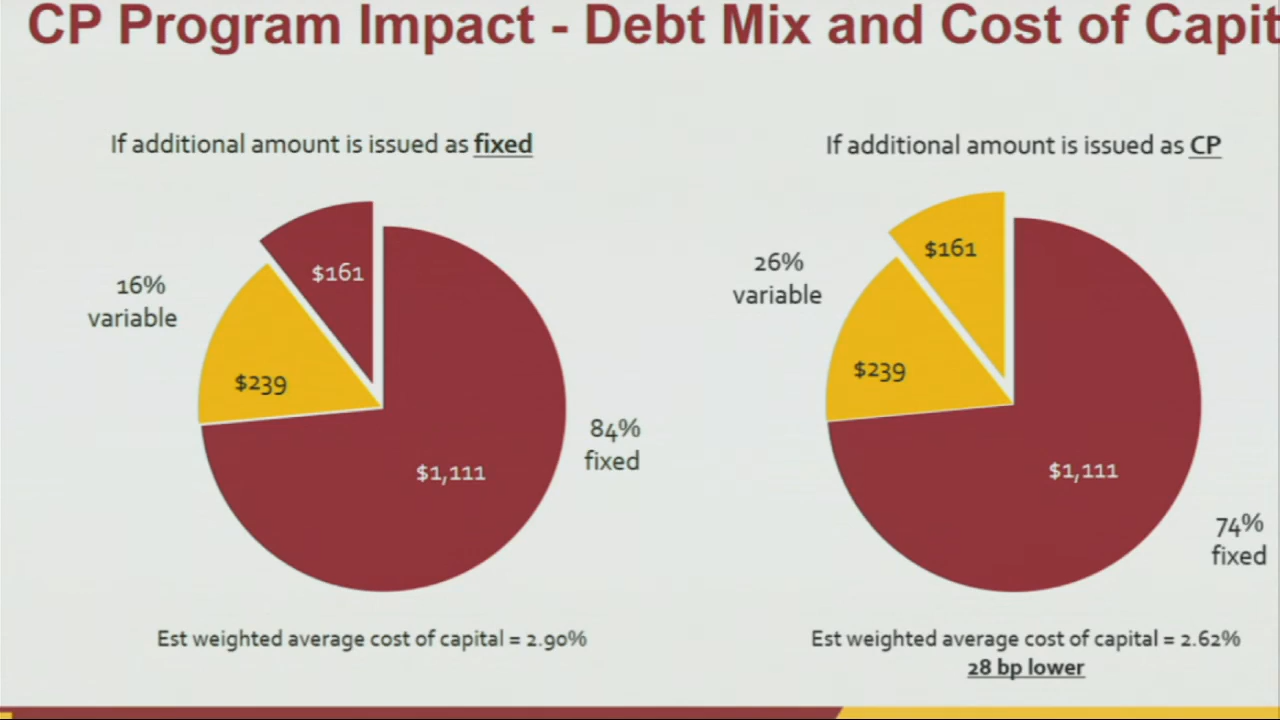 CP Program Impact - Debt Mix and Cost of Capit
If additional amount is issued as fixed
16%
variable
$161
$239
$1,111
84%
fixed
Est weighted average cost of capital = 2.90%
If additional amount is issued as CP
26%
variable
$161
$239
$1,111
74%
fixed
Est weighted average cost of capital = 2.62%
28 bp lower